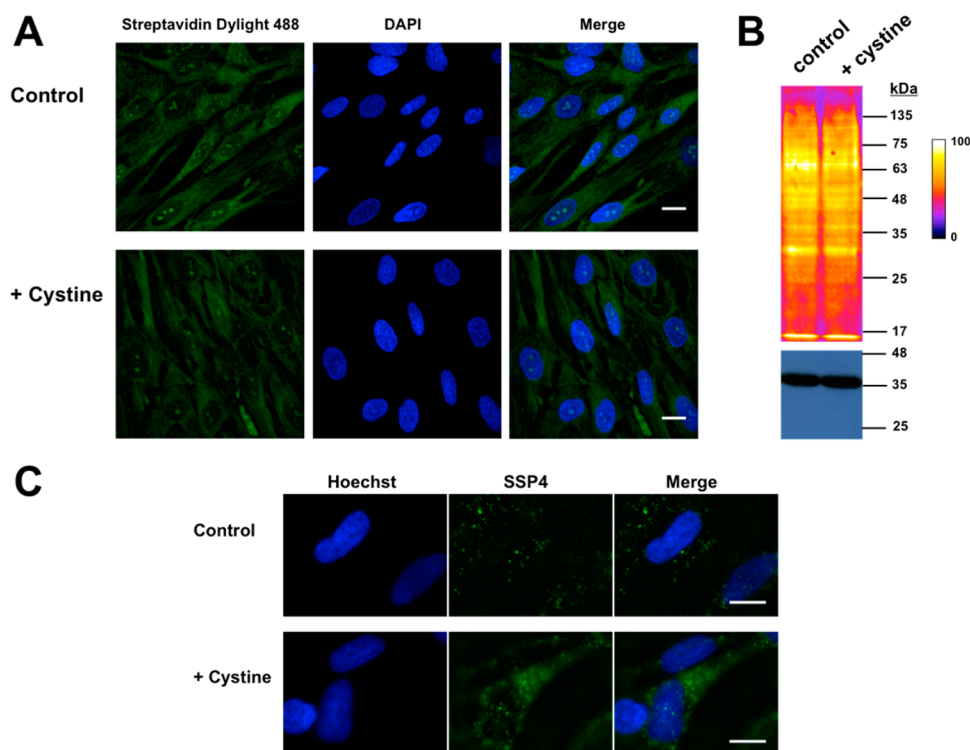 A
Streptavidin Dylight 488 DAPI Merge
Control
+ Cystine
B
control
+ cystine
kDa
135
75
63
48
35
25
17
100
0
48
35
25
C
Hoechst SSP4 Merge
Control
+ Cystine